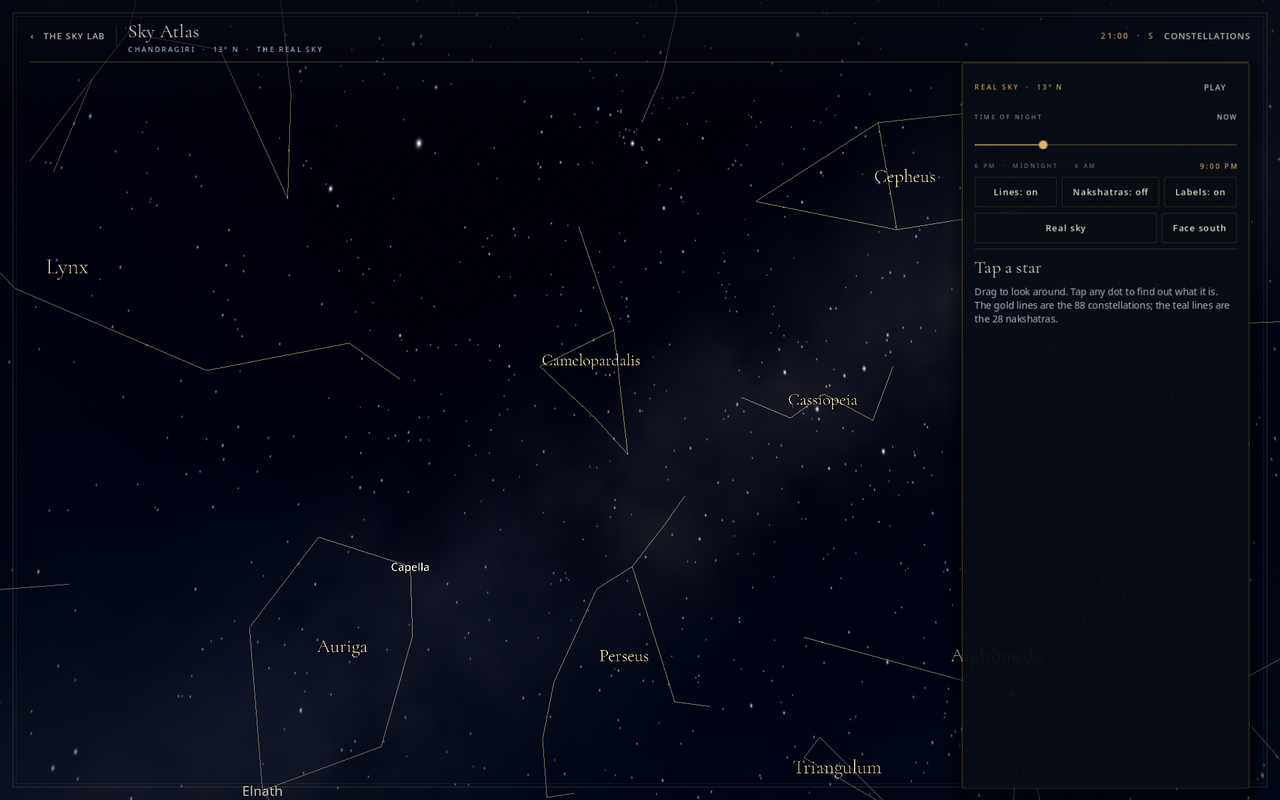 ‹ THE SKY LAB
Sky Atlas
CHANDRAGIRI · 13° N · THE REAL SKY
21:00 · S CONSTELLATIONS
REAL SKY · 13° N
PLAY
TIME OF NIGHT
NOW
6 PM · MIDNIGHT · 6 AM
9:00 PM
Lines: on
Nakshatras: off
Labels: on
Real sky
Face south
Tap a star
Drag to look around. Tap any dot to find out what it is.
The gold lines are the 88 constellations; the teal lines are
the 28 nakshatras.
Cepheus
Lynx
Camelopardalis
Cassiopeia
Capella
Auriga
Perseus
Andromeda
Triangulum
Elnath